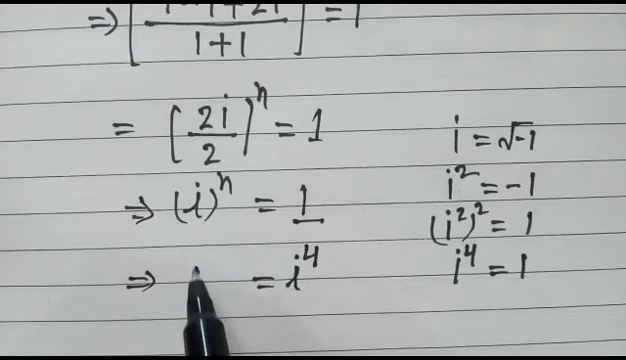 ⇒ [ 1-1+2i / 1+1 ] = 1
= [ 2i / 2 )^n = 1
i = √-1
⇒ (i)^n = 1
i^2 = -1
(i^2)^2 = 1
⇒ = i^4
i^4 = 1